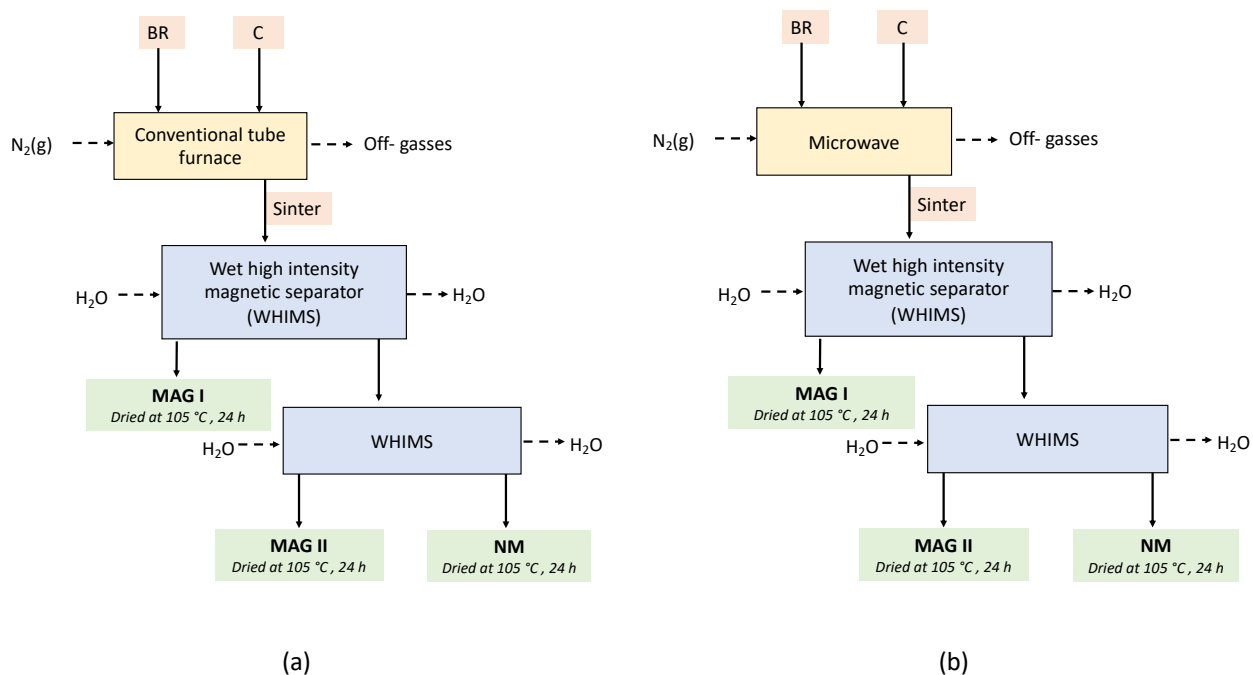 BR
C
N₂(g)
Conventional tube
furnace
Off- gasses
Sinter
H₂O
Wet high intensity
magnetic separator
(WHIMS)
H₂O
MAG I
Dried at 105 °C , 24 h
H₂O
WHIMS
H₂O
MAG II
Dried at 105 °C , 24 h
NM
Dried at 105 °C , 24 h
(a)
BR
C
N₂(g)
Microwave
Off- gasses
Sinter
H₂O
Wet high intensity
magnetic separator
(WHIMS)
H₂O
MAG I
Dried at 105 °C , 24 h
H₂O
WHIMS
H₂O
MAG II
Dried at 105 °C , 24 h
NM
Dried at 105 °C , 24 h
(b)